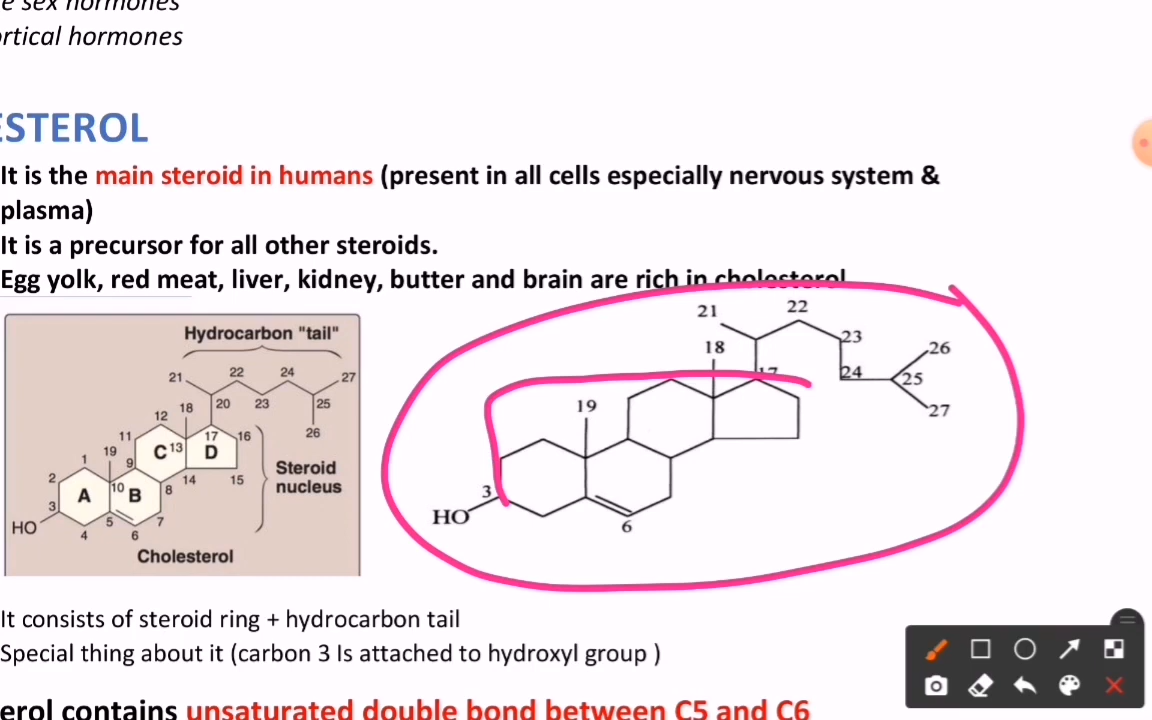 e sex hormones
rtical hormones
ESTEROL
It is the main steroid in humans (present in all cells especially nervous system &
plasma)
It is a precursor for all other steroids.
Egg yolk, red meat, liver, kidney, butter and brain are rich in cholesterol
Hydrocarbon "tail"
21
22
24
27
20
23
25
26
12
18
11
17
16
C
13
D
19
1
9
14
15
2
10
8
A
B
3
HO
4
5
6
7
Steroid
nucleus
Cholesterol
21
22
23
18
17
24
26
25
27
19
3
HO
6
It consists of steroid ring + hydrocarbon tail
Special thing about it (carbon 3 Is attached to hydroxyl group )
erol contains unsaturated double bond between C5 and C6